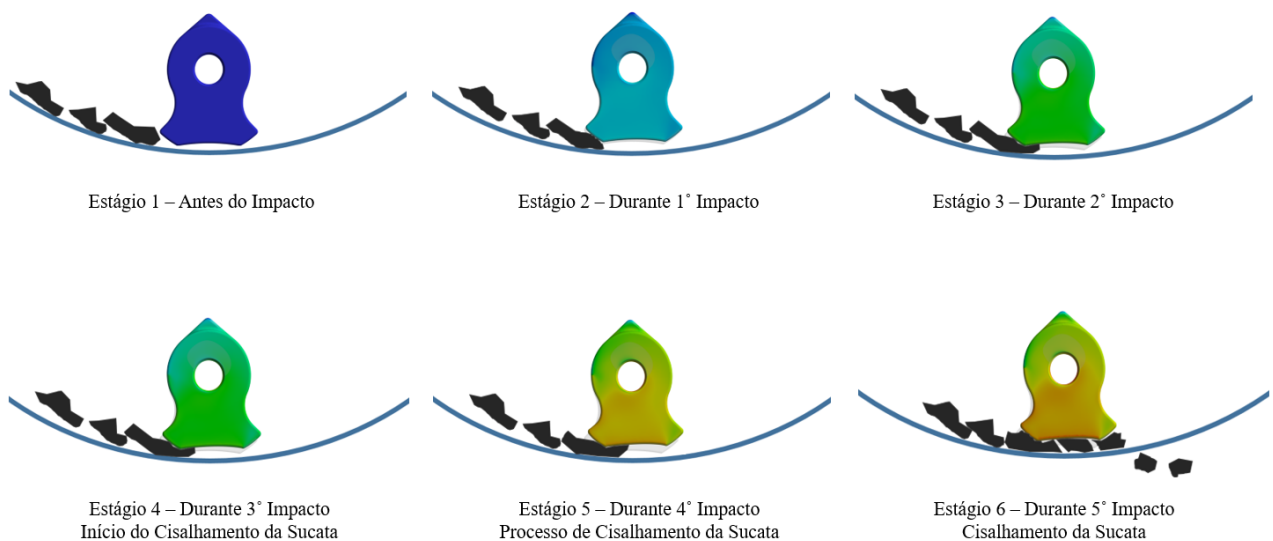 Estágio 1 – Antes do Impacto
Estágio 2 – Durante 1˚ Impacto
Estágio 3 – Durante 2˚ Impacto
Estágio 4 – Durante 3˚ Impacto
Início do Cisalhamento da Sucata
Estágio 5 – Durante 4˚ Impacto
Processo de Cisalhamento da Sucata
Estágio 6 – Durante 5˚ Impacto
Cisalhamento da Sucata